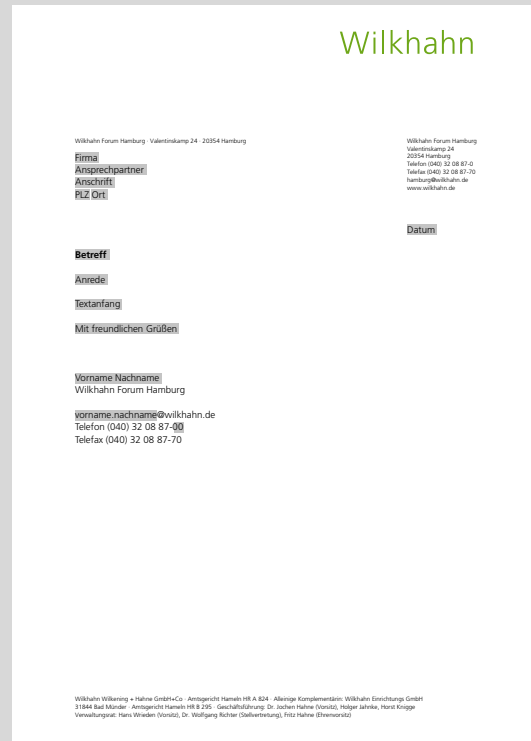 Wilkhahn
Wilkhahn Forum Hamburg · Valentinskamp 24 · 20354 Hamburg
Firma
Ansprechpartner
Anschrift
PLZ Ort
Wilkhahn Forum Hamburg
Valentinskamp 24
20354 Hamburg
Telefon (040) 32 08 87-0
Telefax (040) 32 08 87-70
hamburg@wilkhahn.de
www.wilkhahn.de
Datum
Betreff
Anrede
Textanfang
Mit freundlichen Grüßen
Vorname Nachname
Wilkhahn Forum Hamburg
vorname.nachname@wilkhahn.de
Telefon (040) 32 08 87-00
Telefax (040) 32 08 87-70
Wilkhahn Wilkening + Hahne GmbH+Co · Amtsgericht Hameln HR A 824 · Alleinige Komplementärin: Wilkhahn Einrichtungs GmbH
31844 Bad Münder · Amtsgericht Hameln HR B 295 · Geschäftsführung: Dr. Jochen Hahne (Vorsitz), Holger Jahnke, Horst Knigge
Verwaltungsrat: Hans Wrieden (Vorsitz), Dr. Wolfgang Richter (Stellvertretung), Fritz Hahne (Ehrenvorsitz)